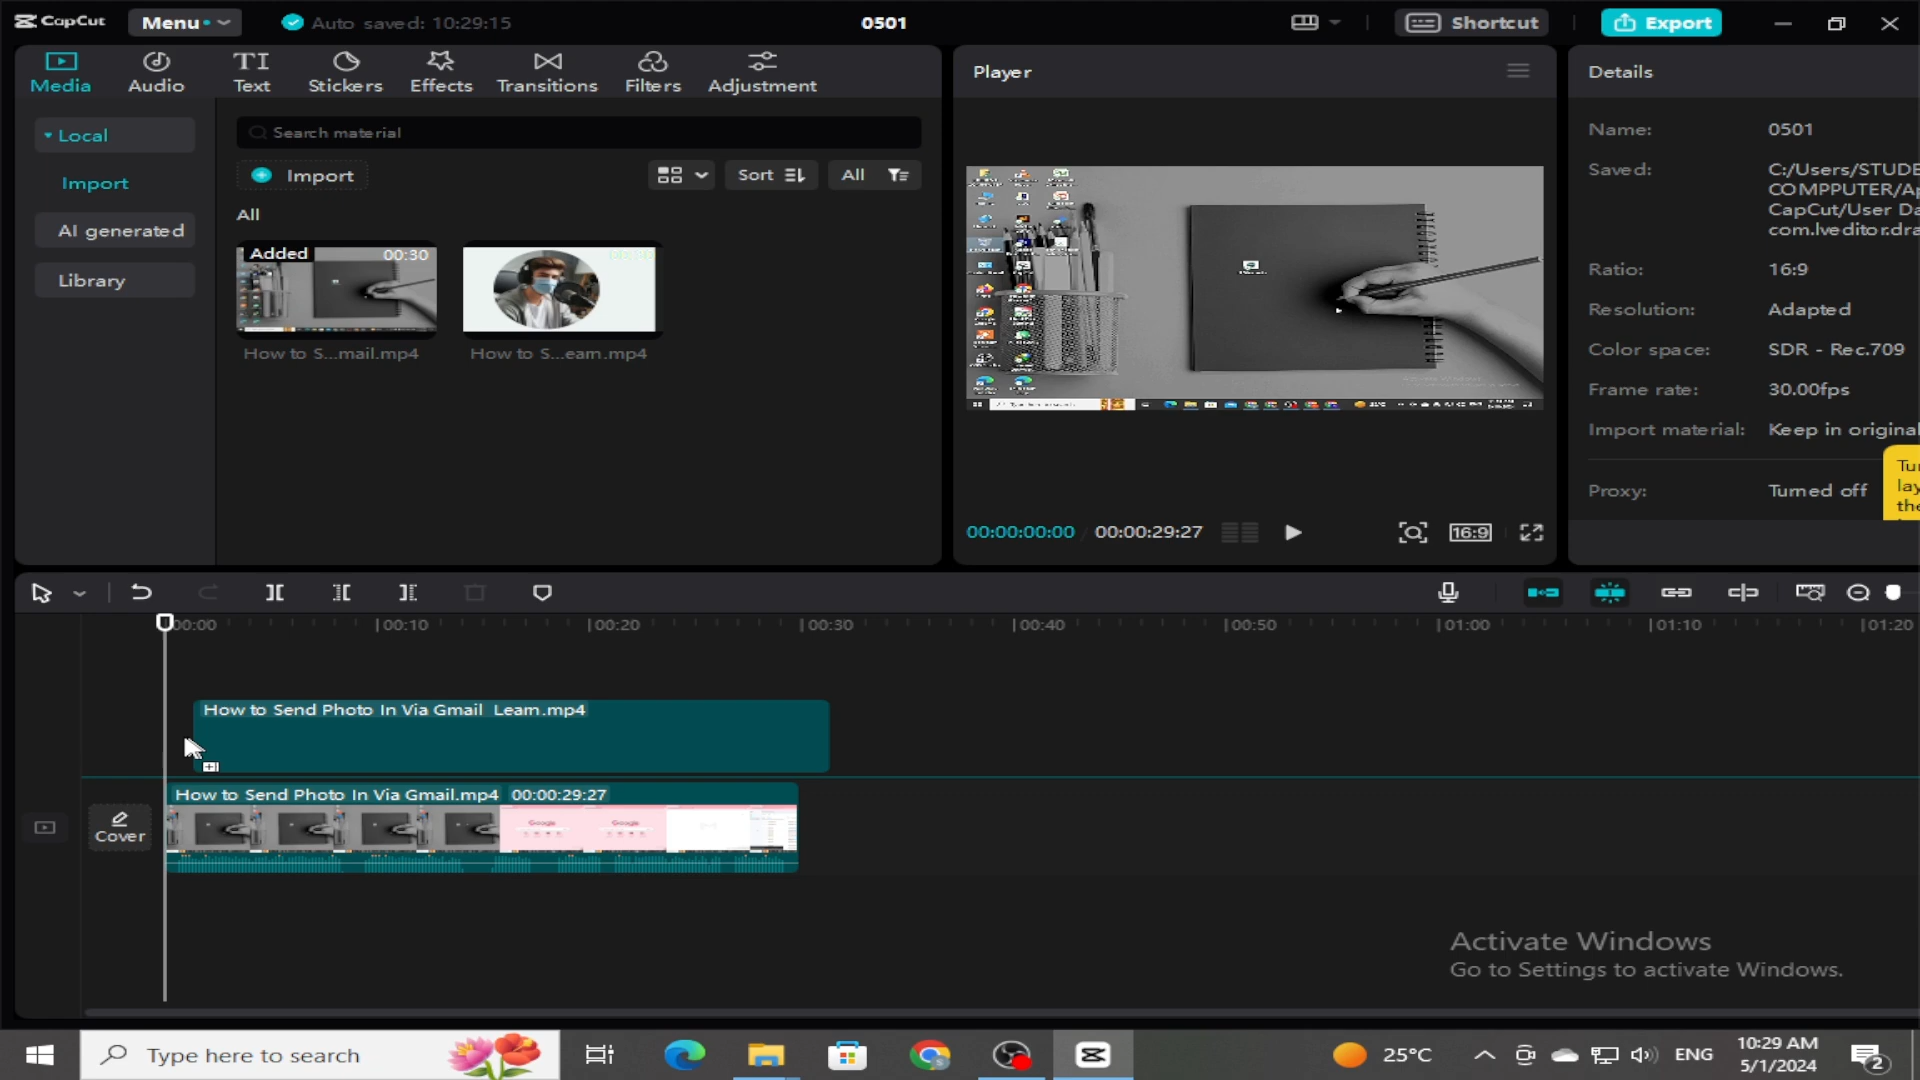 CapCut
Menu
Auto saved: 10:29:15
0501
Shortcut
Export
Media
Audio
TI
Text
Stickers
Effects
Transitions
Filters
Adjustment
Local
Import
AI generated
Library
Search material
Import
Sort
All
All
Added
00:30
How to S...mail.mp4
How to S...earn.mp4
Player
00:00:00:00
00:00:29:27
16:9
Details
Name: 0501
Saved: C:/Users/STUDE
COMPPUTER/Ap
CapCut/User Da
com.lveditor.dra
Ratio: 16:9
Resolution: Adapted
Color space: SDR - Rec.709
Frame rate: 30.00fps
Import material: Keep in original
Proxy: Turned off
Tu
lay
the
00:00
00:10
00:20
00:30
00:40
00:50
01:00
01:10
01:20
How to Send Photo In Via Gmail Learn.mp4
How to Send Photo In Via Gmail.mp4 00:00:29:27
Cover
Google
Google
Activate Windows
Go to Settings to activate Windows.
Type here to search
25°C
ENG
10:29 AM
5/1/2024
2